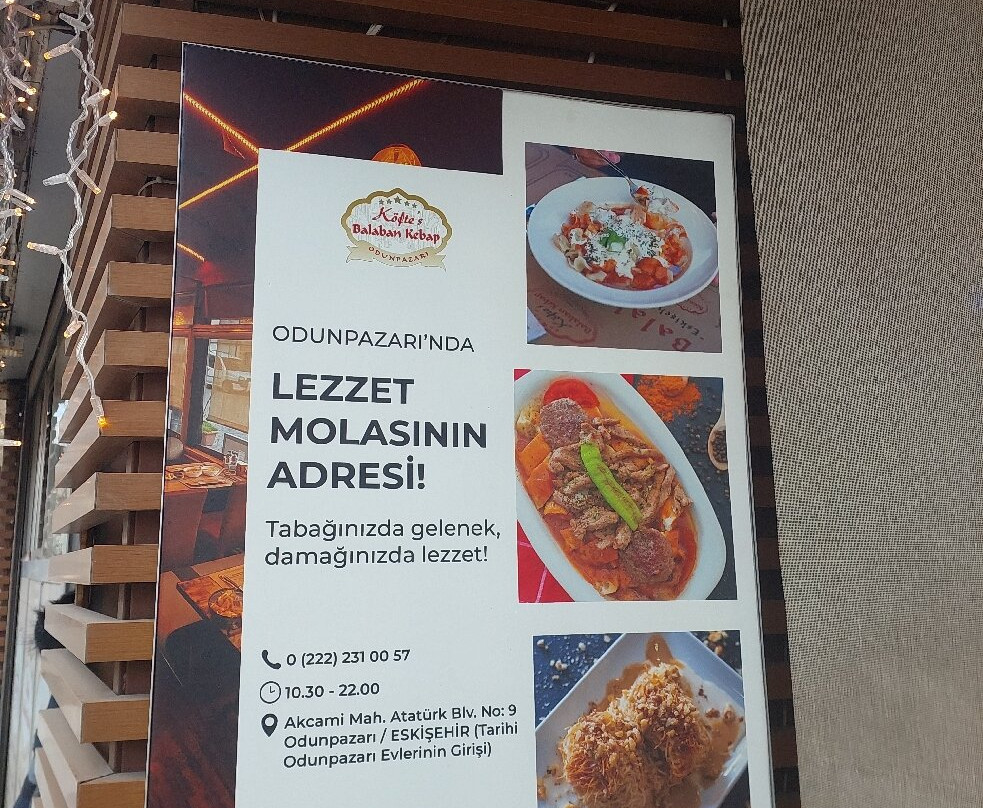 Köfte's
Balaban Kebap
ODUNPAZARI
ODUNPAZARI'NDA
LEZZET
MOLASININ
ADRESİ!
Tabağınızda gelenek,
damağınızda lezzet!
0 (222) 231 00 57
10.30 - 22.00
Akcami Mah. Atatürk Blv. No: 9
Odunpazarı / ESKİŞEHİR (Tarihi
Odunpazarı Evlerinin Girişi)